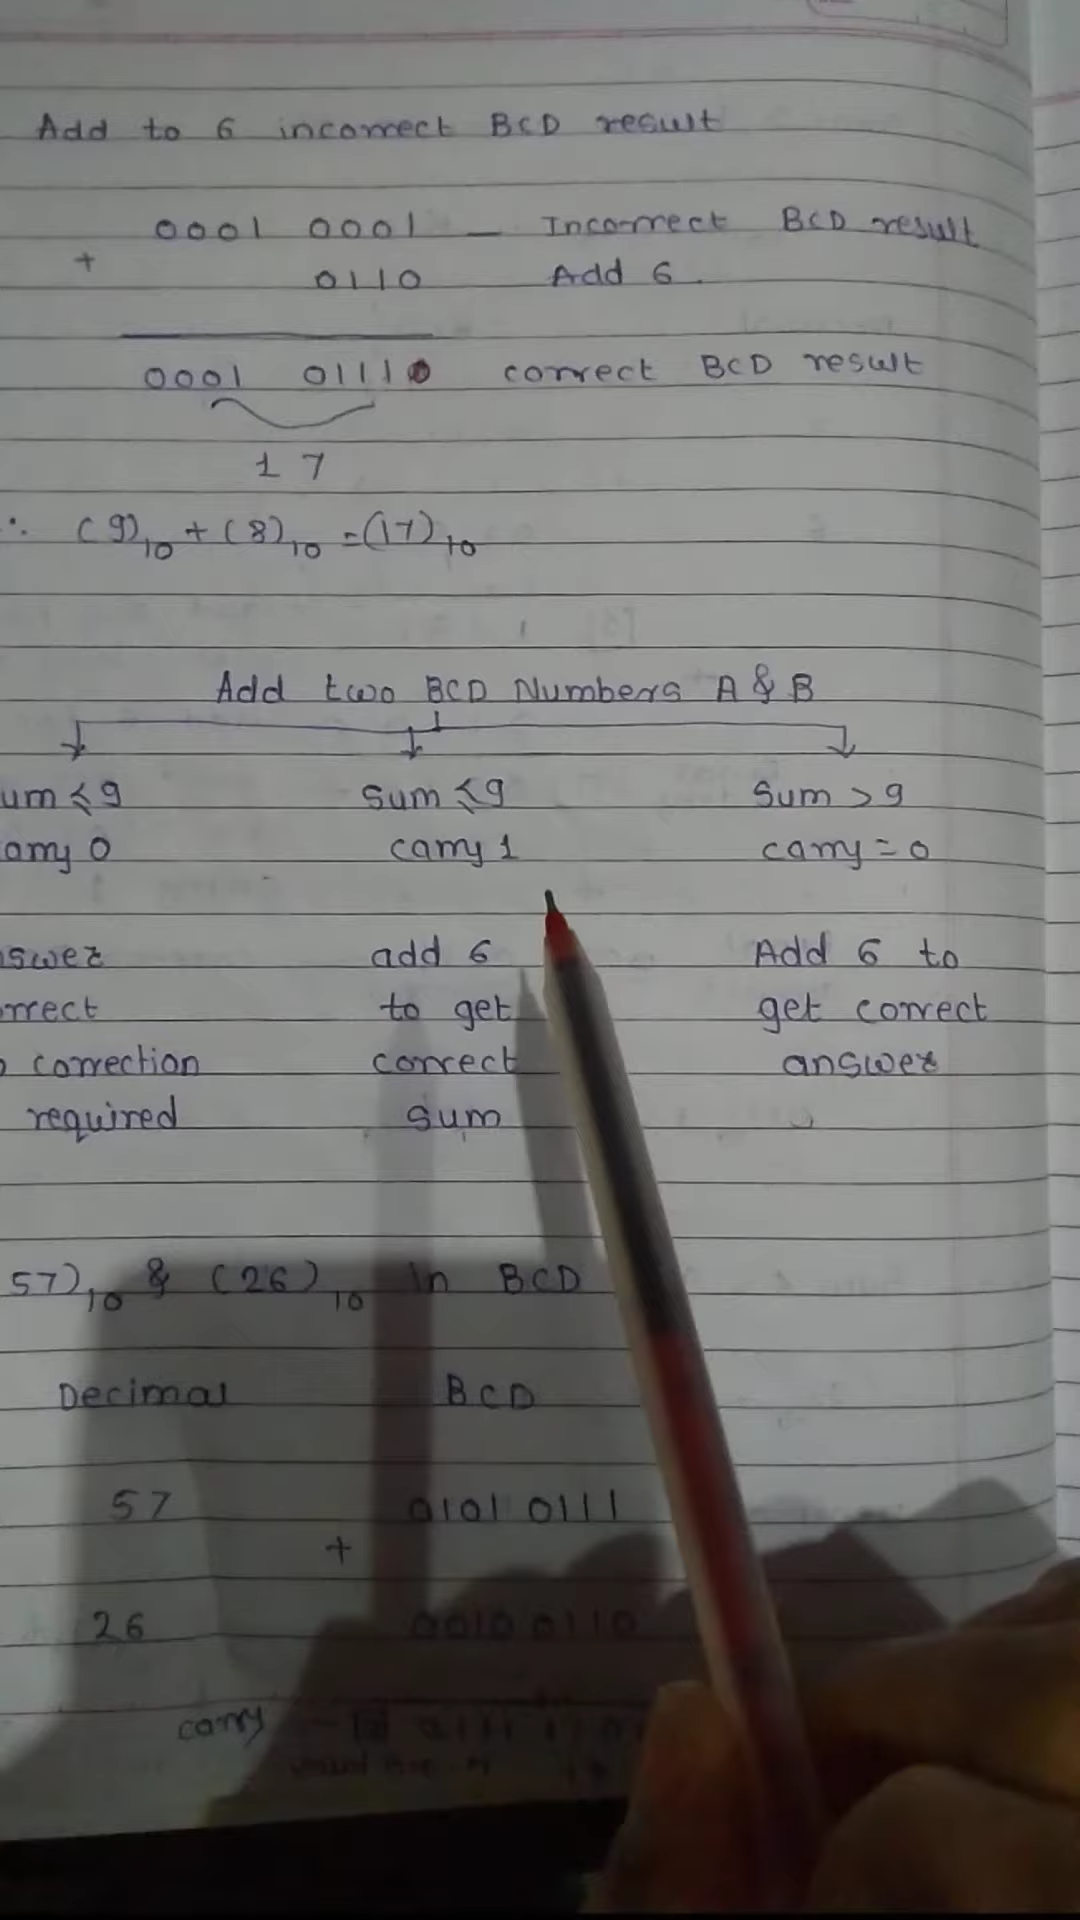 Add to 6 incorrect BCD result
0001 0001 — Incorrect BCD result
+ 0110 Add 6.
0001 0111 correct BCD result
1 7
∴ (9)10 + (8)10 = (17)10
Add two BCD Numbers A & B
um ≤ 9 Sum ≤ 9 Sum > 9
arry 0 carry 1 carry = 0
swer add 6 Add 6 to
rrect to get get correct
o correction correct answer
required sum
57)10 & (26)10 in BCD
Decimal BCD
57 0101 0111
+
26 0010 0110
carry